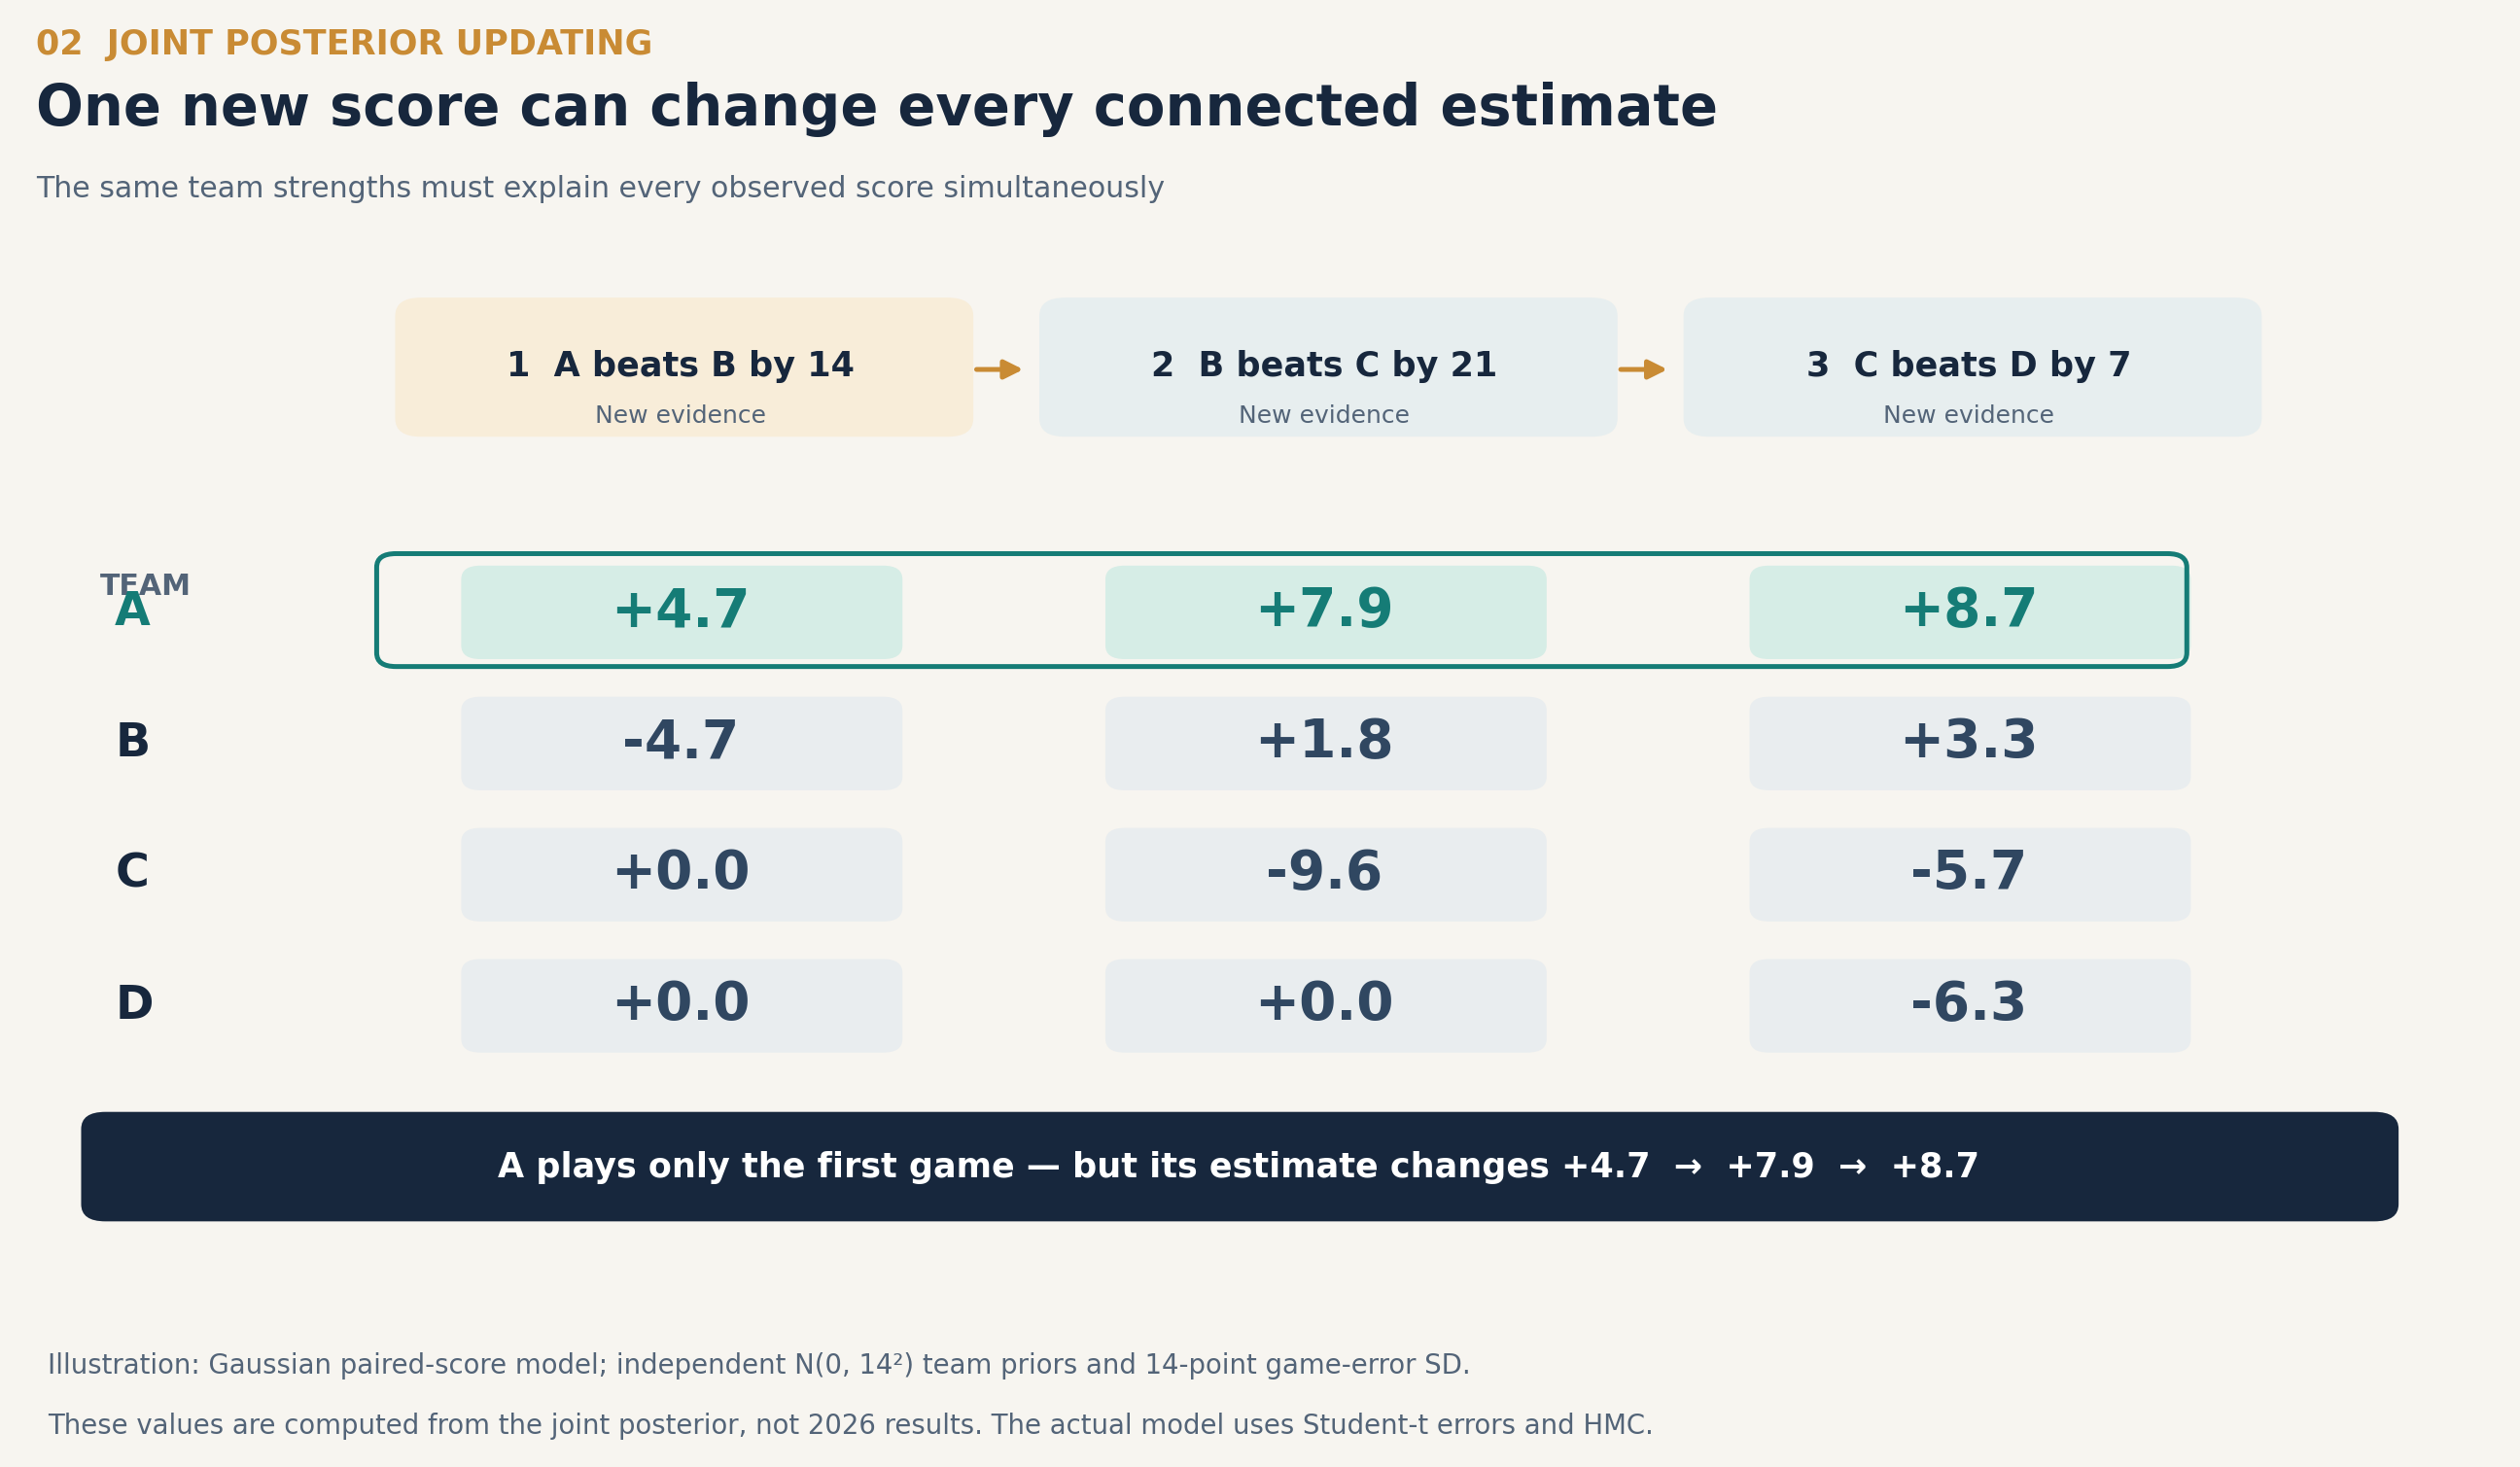 02  JOINT POSTERIOR UPDATING
One new score can change every connected estimate
The same team strengths must explain every observed score simultaneously
1  A beats B by 14
New evidence
2  B beats C by 21
New evidence
3  C beats D by 7
New evidence
TEAM
A +4.7 +7.9 +8.7
B -4.7 +1.8 +3.3
C +0.0 -9.6 -5.7
D +0.0 +0.0 -6.3
A plays only the first game — but its estimate changes +4.7 → +7.9 → +8.7
Illustration: Gaussian paired-score model; independent N(0, 14²) team priors and 14-point game-error SD.
These values are computed from the joint posterior, not 2026 results. The actual model uses Student-t errors and HMC.